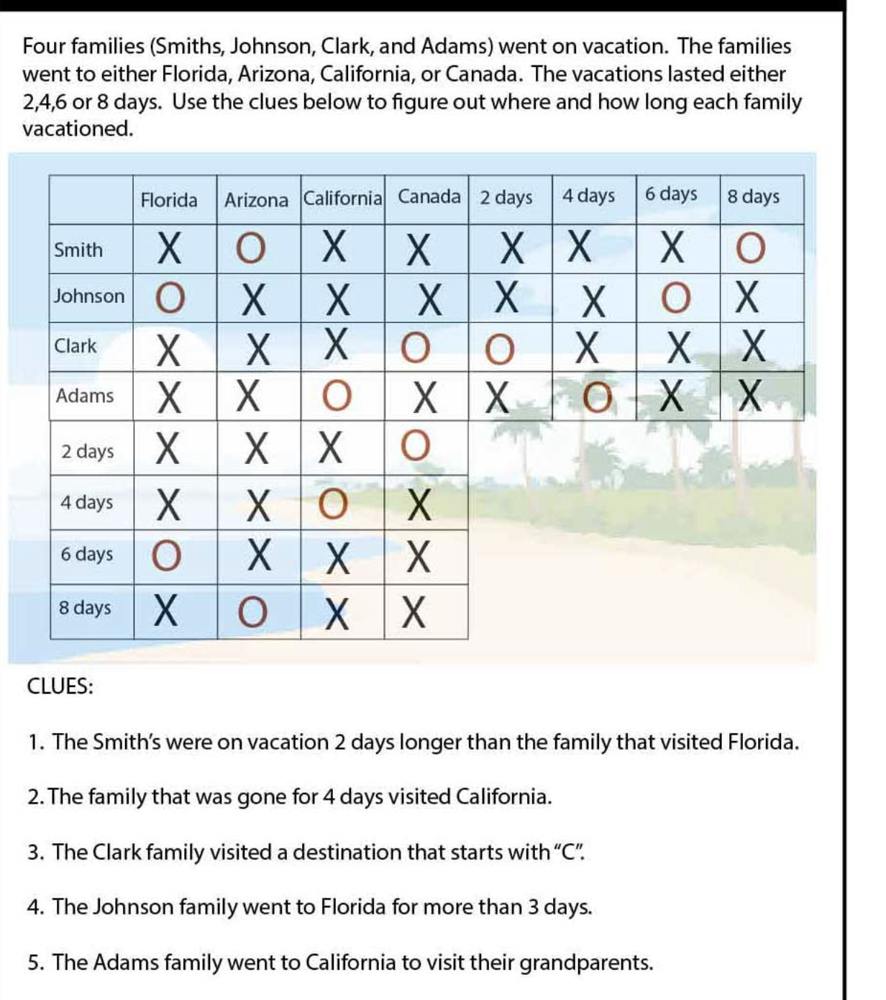 Four families (Smiths, Johnson, Clark, and Adams) went on vacation. The families
went to either Florida, Arizona, California, or Canada. The vacations lasted either
2,4,6 or 8 days. Use the clues below to figure out where and how long each family
vacationed.
Florida Arizona California Canada 2 days 4 days 6 days 8 days
Smith X O X X X X X O
Johnson O X X X X X O X
Clark X X X O O X X X
Adams X X O X X O X X
2 days X X X O
4 days X X O X
6 days O X X X
8 days X O X X
CLUES:
1. The Smith's were on vacation 2 days longer than the family that visited Florida.
2. The family that was gone for 4 days visited California.
3. The Clark family visited a destination that starts with "C".
4. The Johnson family went to Florida for more than 3 days.
5. The Adams family went to California to visit their grandparents.